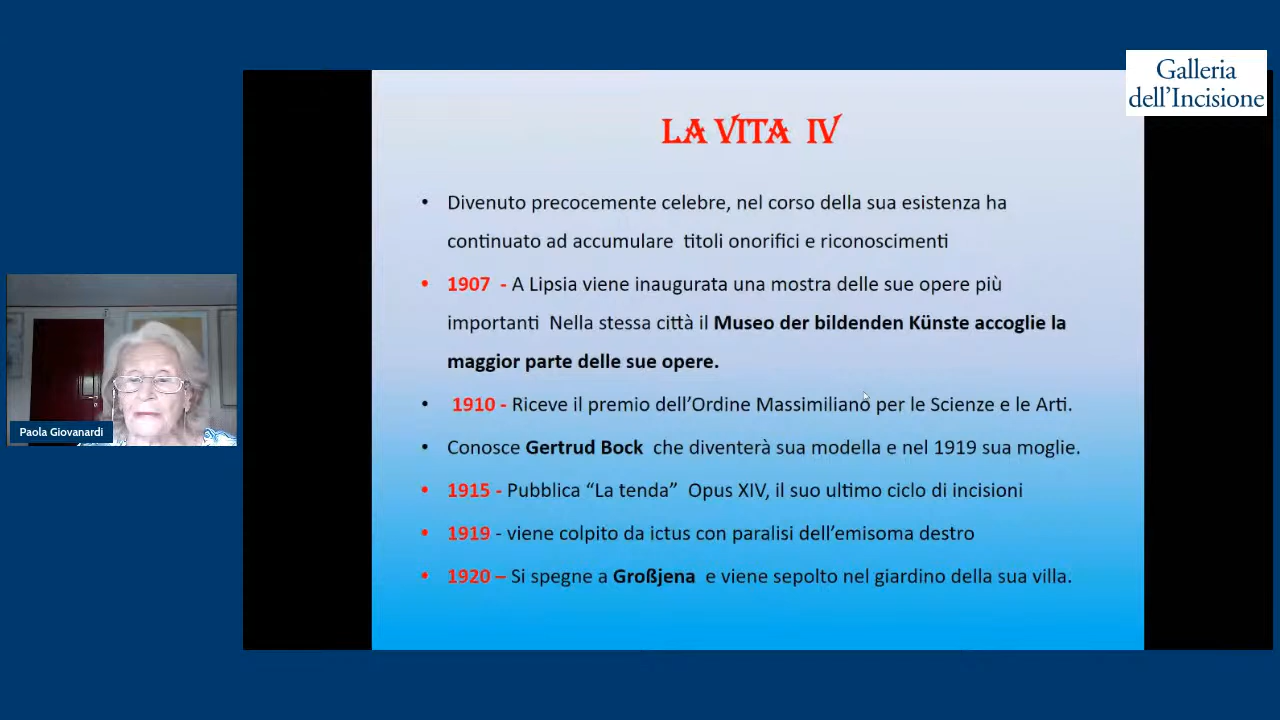 Galleria
dell'Incisione
LA VITA IV
• Divenuto precocemente celebre, nel corso della sua esistenza ha
continuato ad accumulare titoli onorifici e riconoscimenti
• 1907 - A Lipsia viene inaugurata una mostra delle sue opere più
importanti Nella stessa città il Museo der bildenden Künste accoglie la
maggior parte delle sue opere.
• 1910 - Riceve il premio dell'Ordine Massimiliano per le Scienze e le Arti.
• Conosce Gertrud Bock che diventerà sua modella e nel 1919 sua moglie.
• 1915 - Pubblica “La tenda” Opus XIV, il suo ultimo ciclo di incisioni
• 1919 - viene colpito da ictus con paralisi dell'emisoma destro
• 1920 – Si spegne a Großjena e viene sepolto nel giardino della sua villa.
Paola Giovanardi